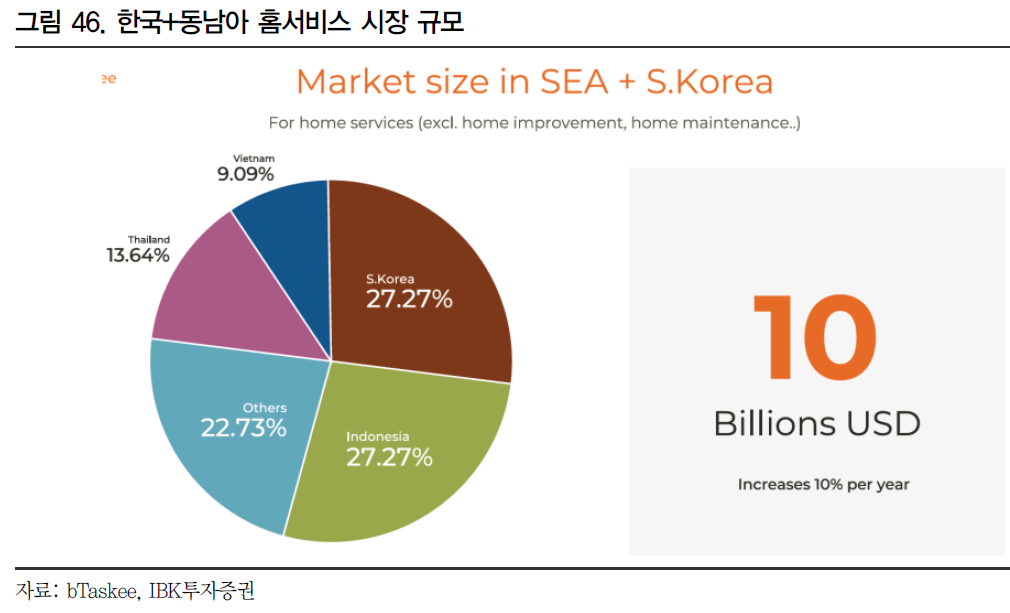 그림 46. 한국+동남아 홈서비스 시장 규모
ee
Market size in SEA + S.Korea
For home services (excl. home improvement, home maintenance..)
Vietnam
9.09%
Thailand
13.64%
S.Korea
27.27%
Others
22.73%
Indonesia
27.27%
10
Billions USD
Increases 10% per year
자료: bTaskee, IBK투자증권